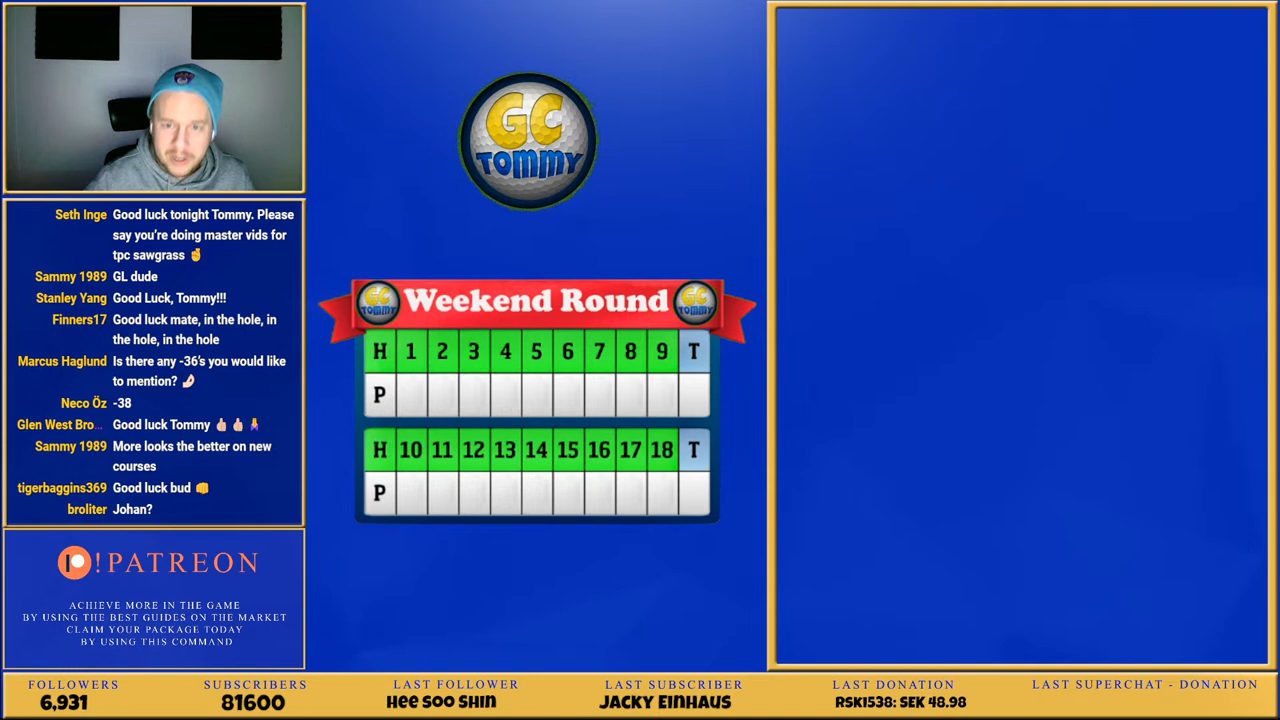 Seth Inge Good luck tonight Tommy. Please
say you're doing master vids for
tpc sawgrass
Sammy 1989 GL dude
Stanley Yang Good Luck, Tommy!!!
Finners17 Good luck mate, in the hole, in
the hole, in the hole
Marcus Haglund Is there any -36's you would like
to mention?
Neco Öz -38
Glen West Bro... Good luck Tommy
Sammy 1989 More looks the better on new
courses
tigerbaggins369 Good luck bud
broliter Johan?
!PATREON
ACHIEVE MORE IN THE GAME
BY USING THE BEST GUIDES ON THE MARKET
CLAIM YOUR PACKAGE TODAY
BY USING THIS COMMAND
GC
TOMMY
GC TOMMY Weekend Round GC TOMMY
H 1 2 3 4 5 6 7 8 9 T
P
H 10 11 12 13 14 15 16 17 18 T
P
FOLLOWERS SUBSCRIBERS LAST FOLLOWER LAST SUBSCRIBER LAST DONATION LAST SUPERCHAT - DONATION
6,931 81600 Hee Soo Shin Jacky Einhaus RSKI538: SEK 48.98